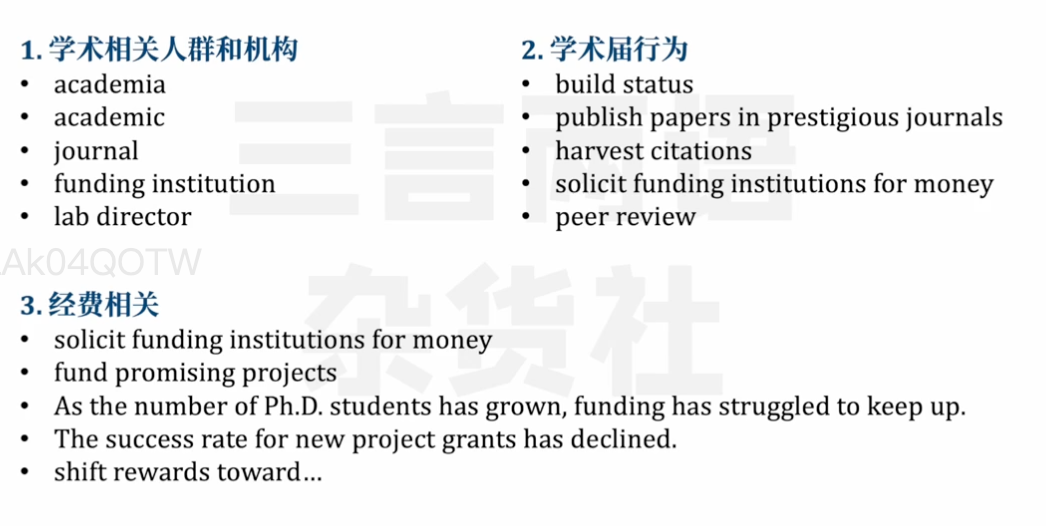 1. 学术相关人群和机构
• academia
• academic
• journal
• funding institution
• lab director
2. 学术届行为
• build status
• publish papers in prestigious journals
• harvest citations
• solicit funding institutions for money
• peer review
3. 经费相关
• solicit funding institutions for money
• fund promising projects
• As the number of Ph.D. students has grown, funding has struggled to keep up.
• The success rate for new project grants has declined.
• shift rewards toward...
三言两语
杂货社
Ak04QOTW